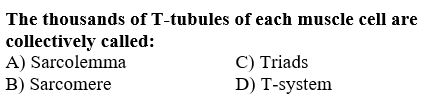 The thousands of T-tubules of each muscle cell are
collectively called:
A) Sarcolemma C) Triads
B) Sarcomere D) T-system